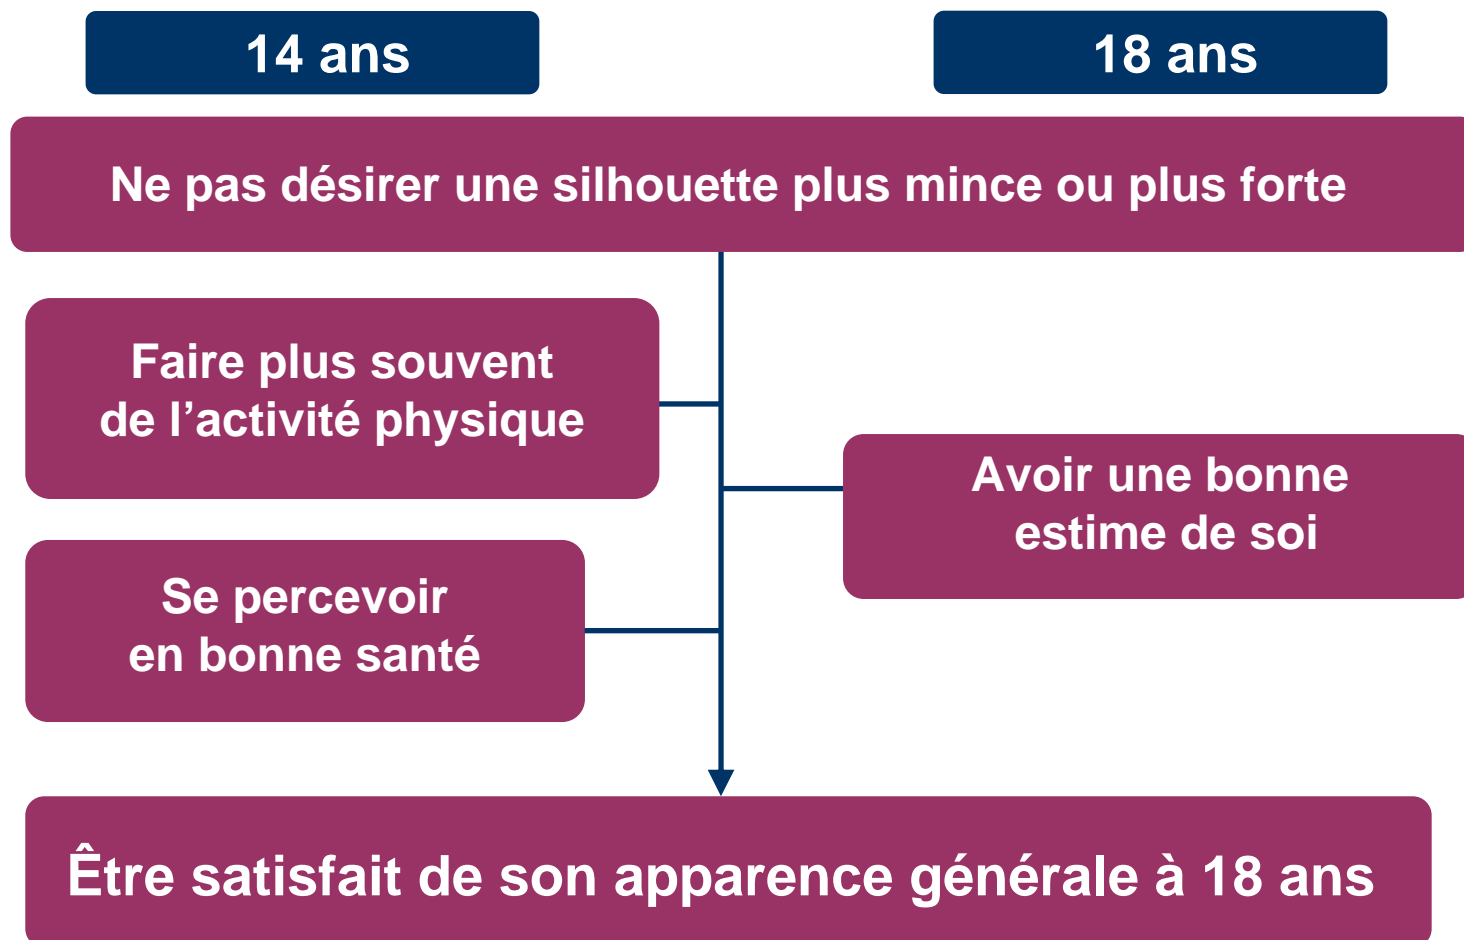 14 ans
18 ans
Ne pas désirer une silhouette plus mince ou plus forte
Faire plus souvent
de l’activité physique
Avoir une bonne
estime de soi
Se percevoir
en bonne santé
Être satisfait de son apparence générale à 18 ans